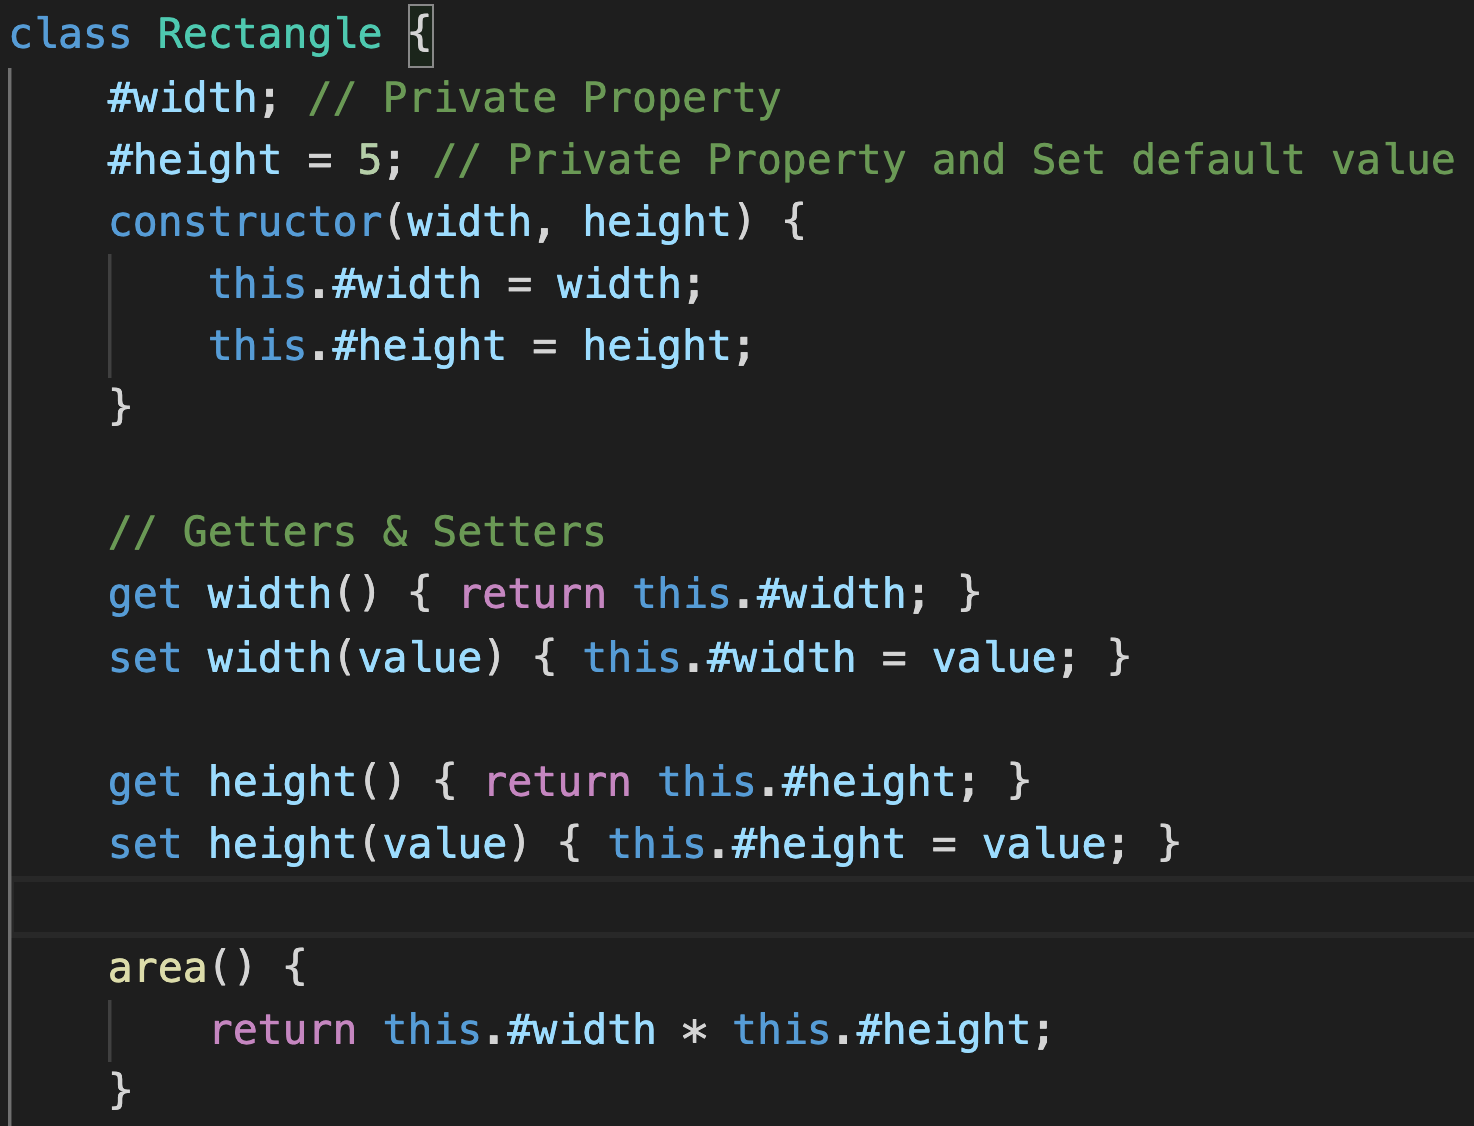 class Rectangle {
    #width; // Private Property
    #height = 5; // Private Property and Set default value
    constructor(width, height) {
        this.#width = width;
        this.#height = height;
    }
    // Getters & Setters
    get width() { return this.#width; }
    set width(value) { this.#width = value; }
    get height() { return this.#height; }
    set height(value) { this.#height = value; }
    area() {
        return this.#width * this.#height;
    }